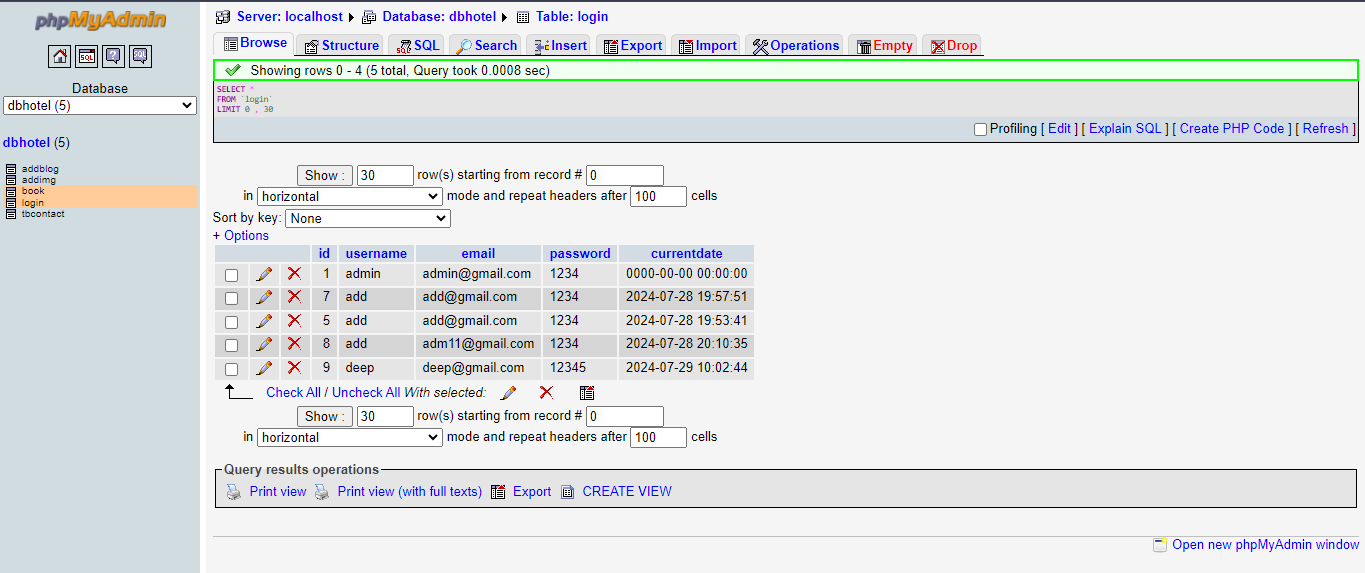 phpMyAdmin
SQL
Database
dbhotel (5)
dbhotel (5)
addblog
addimg
book
login
tbcontact
Server: localhost Database: dbhotel Table: login
Browse Structure SQL Search Insert Export Import Operations Empty Drop
Showing rows 0 - 4 (5 total, Query took 0.0008 sec)
SELECT *
FROM `login`
LIMIT 0 , 30
Profiling [ Edit ] [ Explain SQL ] [ Create PHP Code ] [ Refresh ]
Show : 30 row(s) starting from record # 0
in horizontal mode and repeat headers after 100 cells
Sort by key: None
+ Options
id username email password currentdate
1 admin admin@gmail.com 1234 0000-00-00 00:00:00
7 add add@gmail.com 1234 2024-07-28 19:57:51
5 add add@gmail.com 1234 2024-07-28 19:53:41
8 add adm11@gmail.com 1234 2024-07-28 20:10:35
9 deep deep@gmail.com 12345 2024-07-29 10:02:44
Check All / Uncheck All With selected:
Show : 30 row(s) starting from record # 0
in horizontal mode and repeat headers after 100 cells
Query results operations
Print view Print view (with full texts) Export CREATE VIEW
Open new phpMyAdmin window